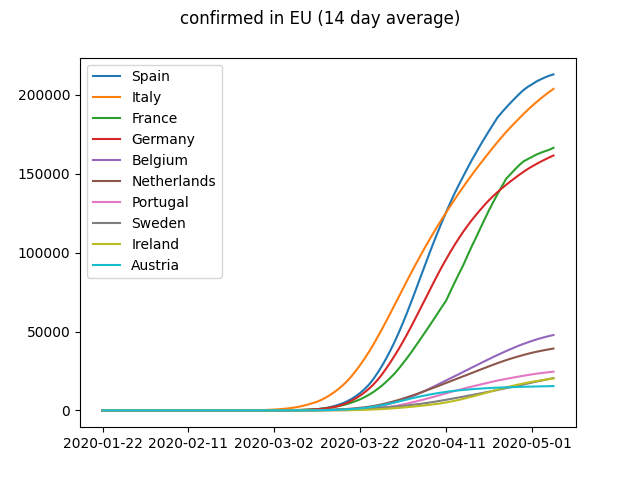 confirmed in EU (14 day average)
Spain
Italy
France
Germany
Belgium
Netherlands
Portugal
Sweden
Ireland
Austria
200000
150000
100000
50000
0
2020-01-22 2020-02-11 2020-03-02 2020-03-22 2020-04-11 2020-05-01